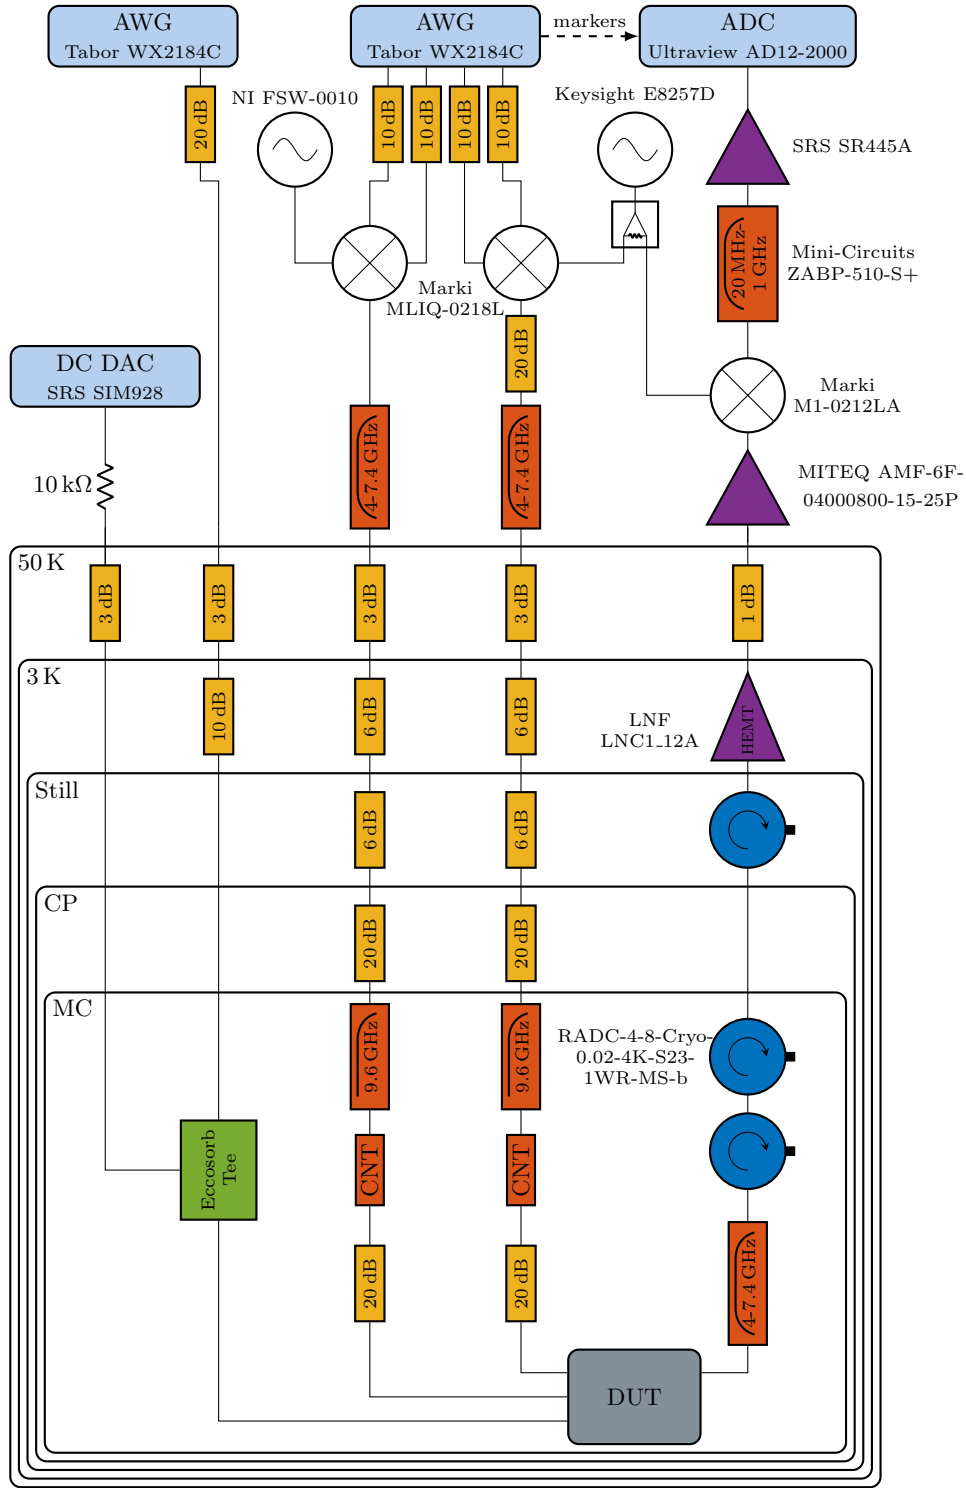 AWG
Tabor WX2184C
AWG
Tabor WX2184C
markers
ADC
Ultraview AD12-2000
20 dB
NI FSW-0010
10 dB
10 dB
10 dB
10 dB
Keysight E8257D
SRS SR445A
20 MHz-
1 GHz
Mini-Circuits
ZABP-510-S+
Marki
MLIQ-0218L
20 dB
DC DAC
SRS SIM928
Marki
M1-0212LA
10 kΩ
4-7.4 GHz
4-7.4 GHz
MITEQ AMF-6F-
04000800-15-25P
50 K
3 dB
3 dB
3 dB
3 dB
1 dB
3 K
10 dB
6 dB
6 dB
LNF
LNC1_12A
HEMT
Still
6 dB
6 dB
CP
20 dB
20 dB
MC
9.6 GHz
9.6 GHz
RADC-4-8-Cryo-
0.02-4K-S23-
1WR-MS-b
Eccosorb
Tee
CNT
CNT
20 dB
20 dB
4-7.4 GHz
DUT